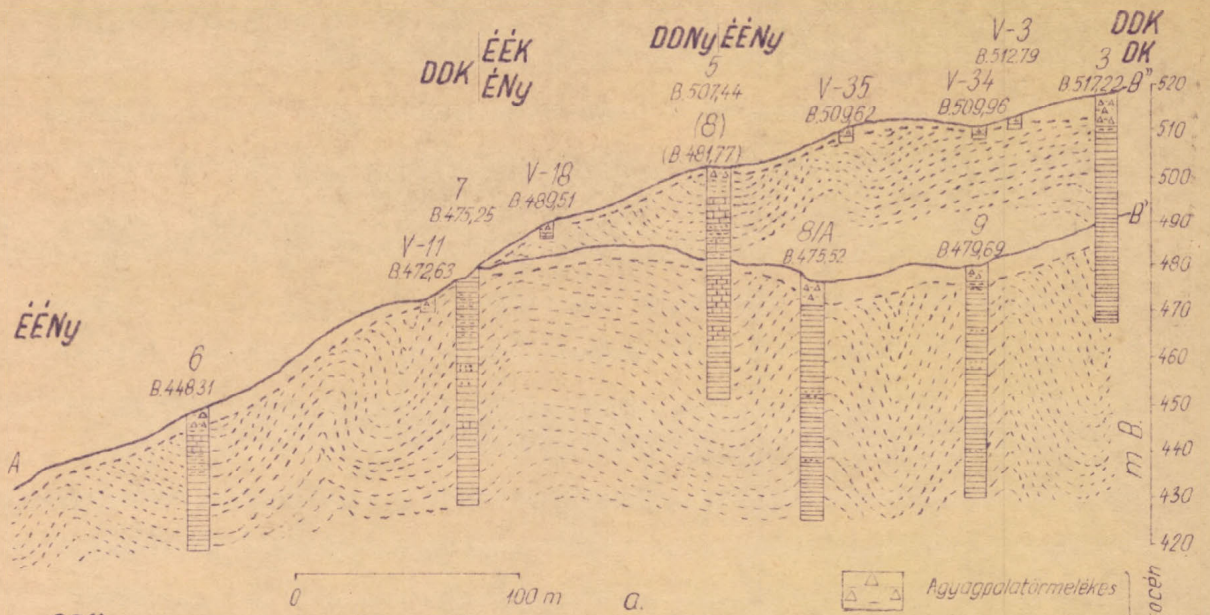 DDK
DK
V-3
B.512,79
3
B.517,22
B"
520
DDNy ÉÉNy
5
B.507,44
V-34
B.509,96
V-35
B.509,62
DDK ÉÉK
ÉNy
(8)
(B.481,77)
510
500
490
B'
480
470
460
450
440
430
420
m B.
V-18
B.489,51
7
B.475,25
V-11
B.472,63
8/A
B.475,52
9
B.479,69
ÉÉNy
6
B.448,31
A
0 100 m
a.
Agyagpalatörmelékes